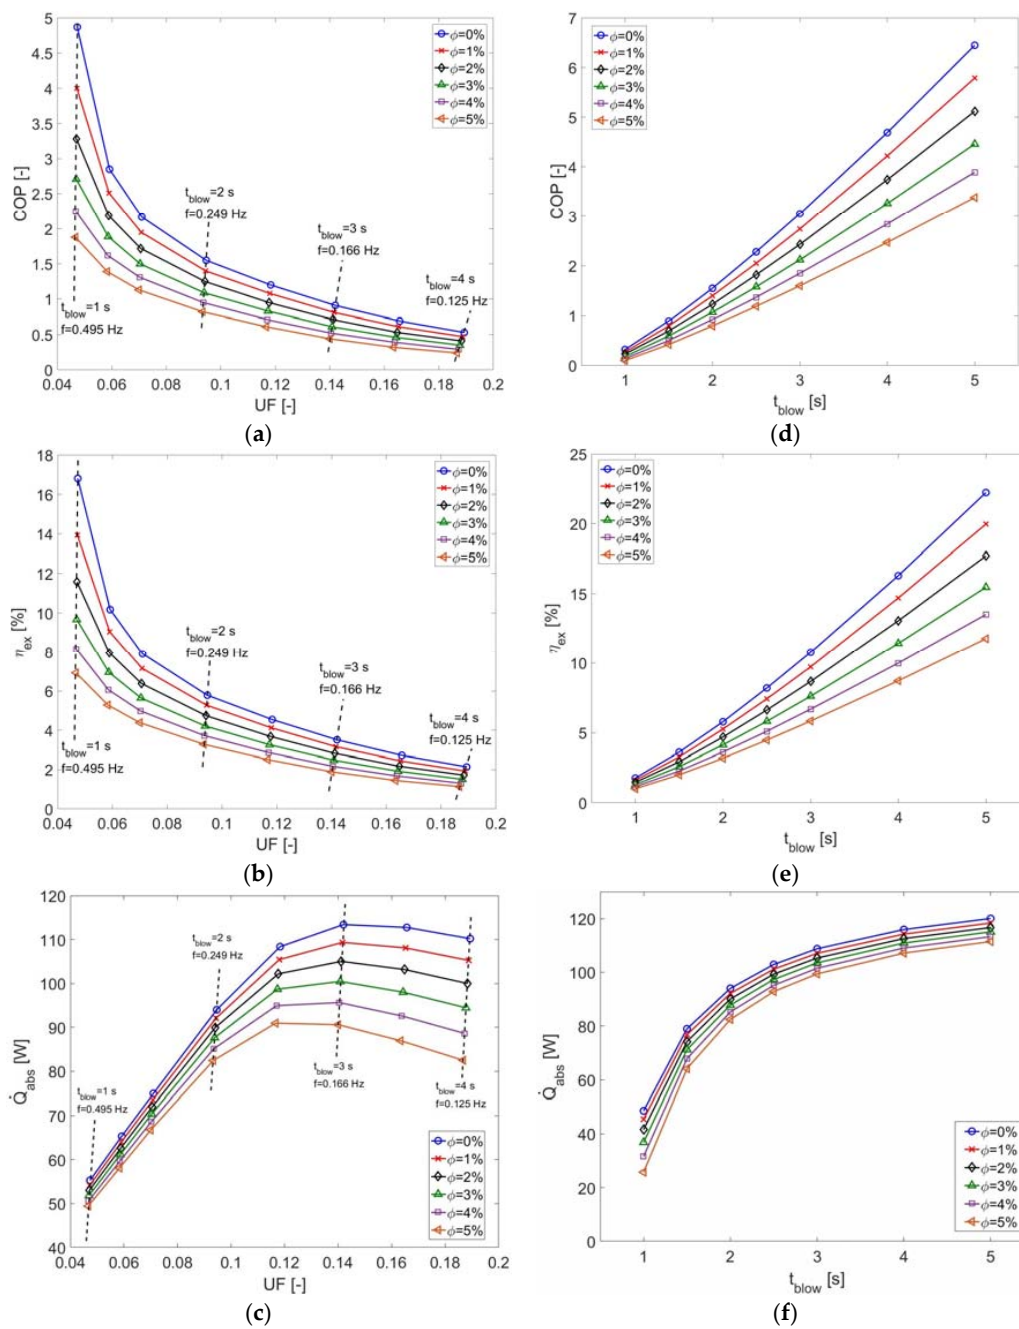 5
4.5
4
3.5
3
2.5
2
1.5
1
0.5
0
COP [-]
ϕ=0%
ϕ=1%
ϕ=2%
ϕ=3%
ϕ=4%
ϕ=5%
t_blow=2 s
f=0.249 Hz
t_blow=3 s
f=0.166 Hz
t_blow=4 s
f=0.125 Hz
t_blow=1 s
f=0.495 Hz
0.04 0.06 0.08 0.1 0.12 0.14 0.16 0.18 0.2
UF [-]
(a)
7
6
5
4
3
2
1
0
COP [-]
ϕ=0%
ϕ=1%
ϕ=2%
ϕ=3%
ϕ=4%
ϕ=5%
1 2 3 4 5
t_blow [s]
(d)
18
16
14
12
10
8
6
4
2
0
η_ex [%]
ϕ=0%
ϕ=1%
ϕ=2%
ϕ=3%
ϕ=4%
ϕ=5%
t_blow=2 s
f=0.249 Hz
t_blow=3 s
f=0.166 Hz
t_blow=4 s
f=0.125 Hz
t_blow=1 s
f=0.495 Hz
0.04 0.06 0.08 0.1 0.12 0.14 0.16 0.18 0.2
UF [-]
(b)
25
20
15
10
5
0
η_ex [%]
ϕ=0%
ϕ=1%
ϕ=2%
ϕ=3%
ϕ=4%
ϕ=5%
1 2 3 4 5
t_blow [s]
(e)
120
110
100
90
80
70
60
50
40
Q̇_abs [W]
t_blow=2 s
f=0.249 Hz
t_blow=1 s
f=0.495 Hz
t_blow=3 s
f=0.166 Hz
t_blow=4 s
f=0.125 Hz
ϕ=0%
ϕ=1%
ϕ=2%
ϕ=3%
ϕ=4%
ϕ=5%
0.04 0.06 0.08 0.1 0.12 0.14 0.16 0.18 0.2
UF [-]
(c)
120
100
80
60
40
20
0
Q̇_abs [W]
ϕ=0%
ϕ=1%
ϕ=2%
ϕ=3%
ϕ=4%
ϕ=5%
1 2 3 4 5
t_blow [s]
(f)